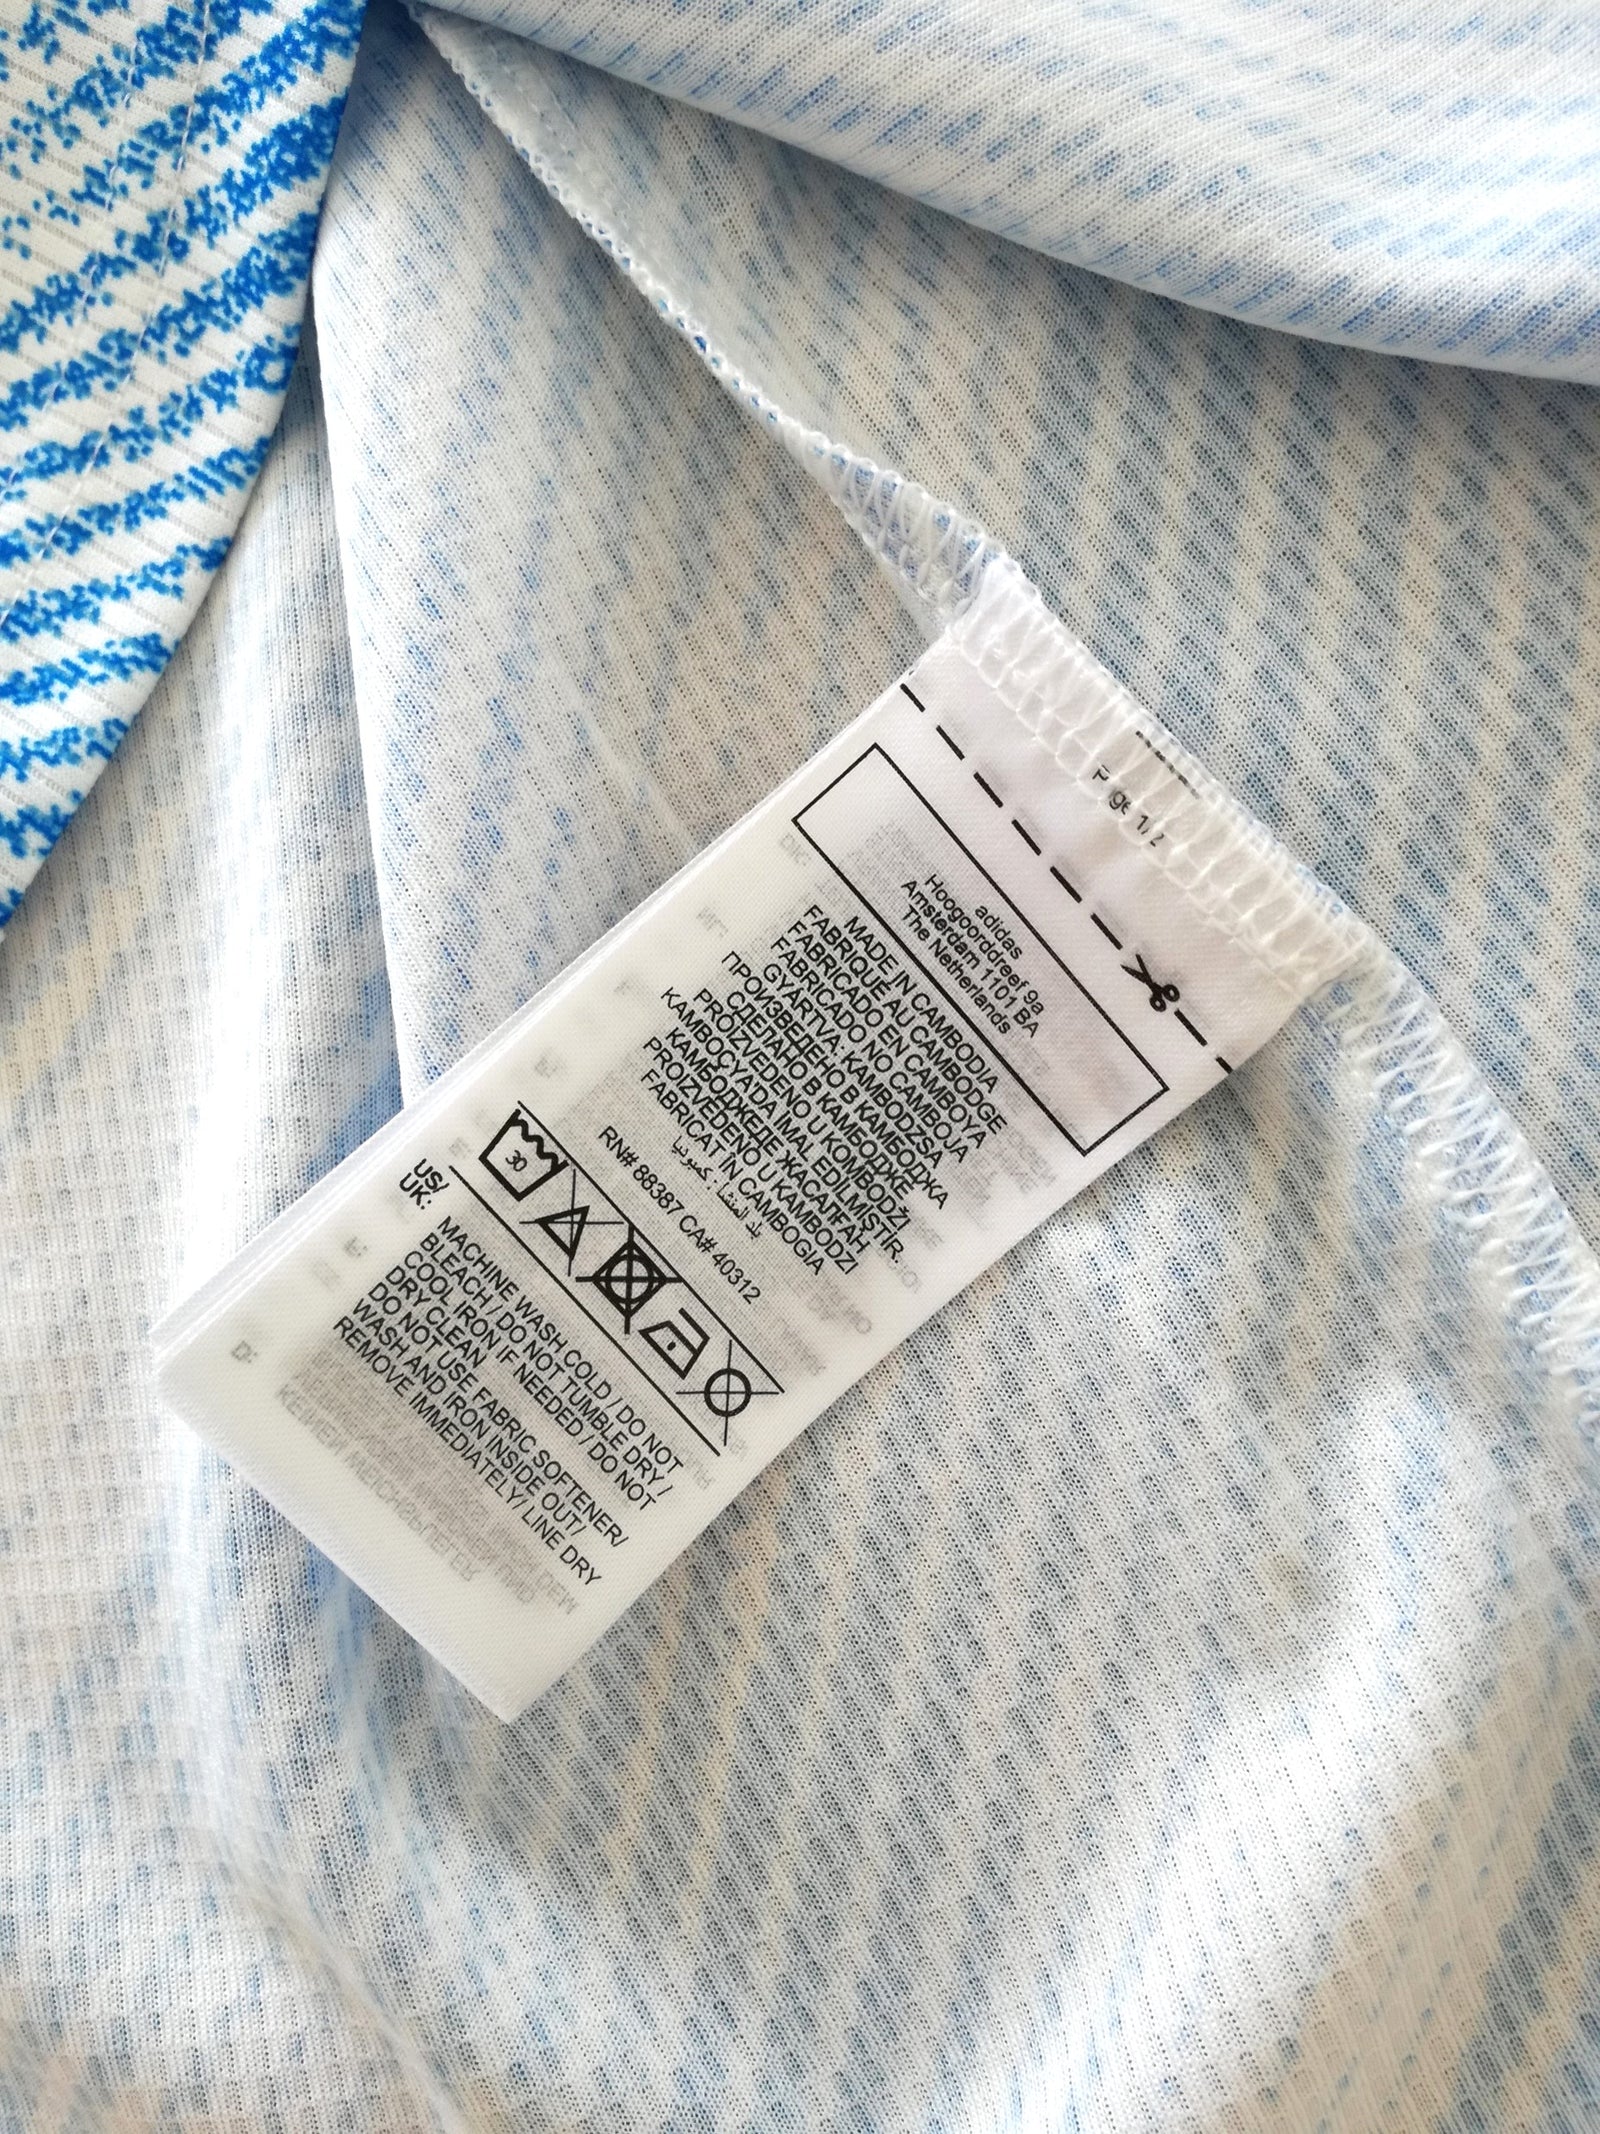 Page 1/2
adidas
Hoogoorddreef 9a
Amsterdam 1101 BA
The Netherlands
MADE IN CAMBODIA
FABRIQUÉ AU CAMBODGE
FABRICADO EN CAMBOYA
FABRICADO NO CAMBOJA
GYÁRTVA: KAMBODZSA
ПРОИЗВЕДЕНО В КАМБОДЖА
СДЕЛАНО В КАМБОДЖЕ
PROIZVEDENO U KOMBODŽI
KAMBOÇYA'DA İMAL EDİLMİŞTİR.
КАМБОДЖЕДЕ ЖАСАЛҒАН
PROIZVEDENO U KAMBODZI
FABRICAT IN CAMBOGIA
بلد المنشأ : كمبوديا
RN# 88387 CA# 40312
30
US/
UK:
MACHINE WASH COLD / DO NOT
BLEACH / DO NOT TUMBLE DRY /
COOL IRON IF NEEDED / DO NOT
DRY CLEAN
DO NOT USE FABRIC SOFTENER/
WASH AND IRON INSIDE OUT/
REMOVE IMMEDIATELY/ LINE DRY